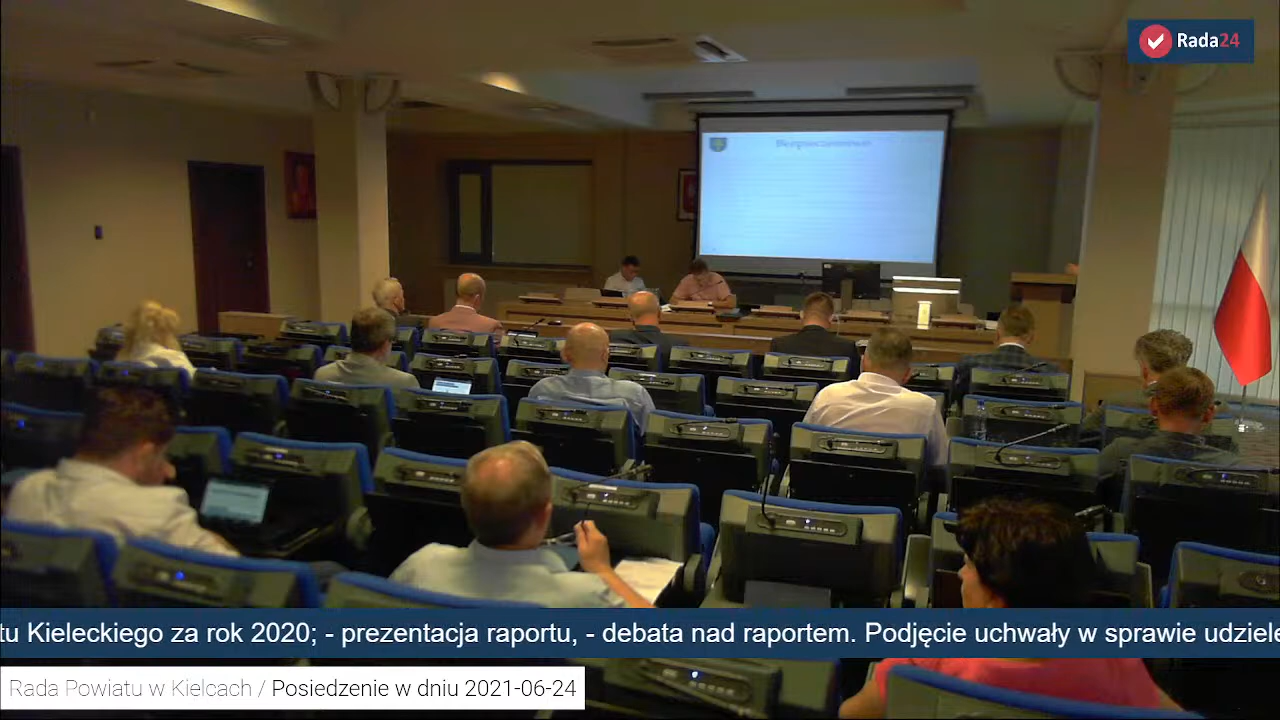 Rada24
Bezpieczeństwo
tu Kieleckiego za rok 2020; - prezentacja raportu, - debata nad raportem. Podjęcie uchwały w sprawie udziele
Rada Powiatu w Kielcach / Posiedzenie w dniu 2021-06-24